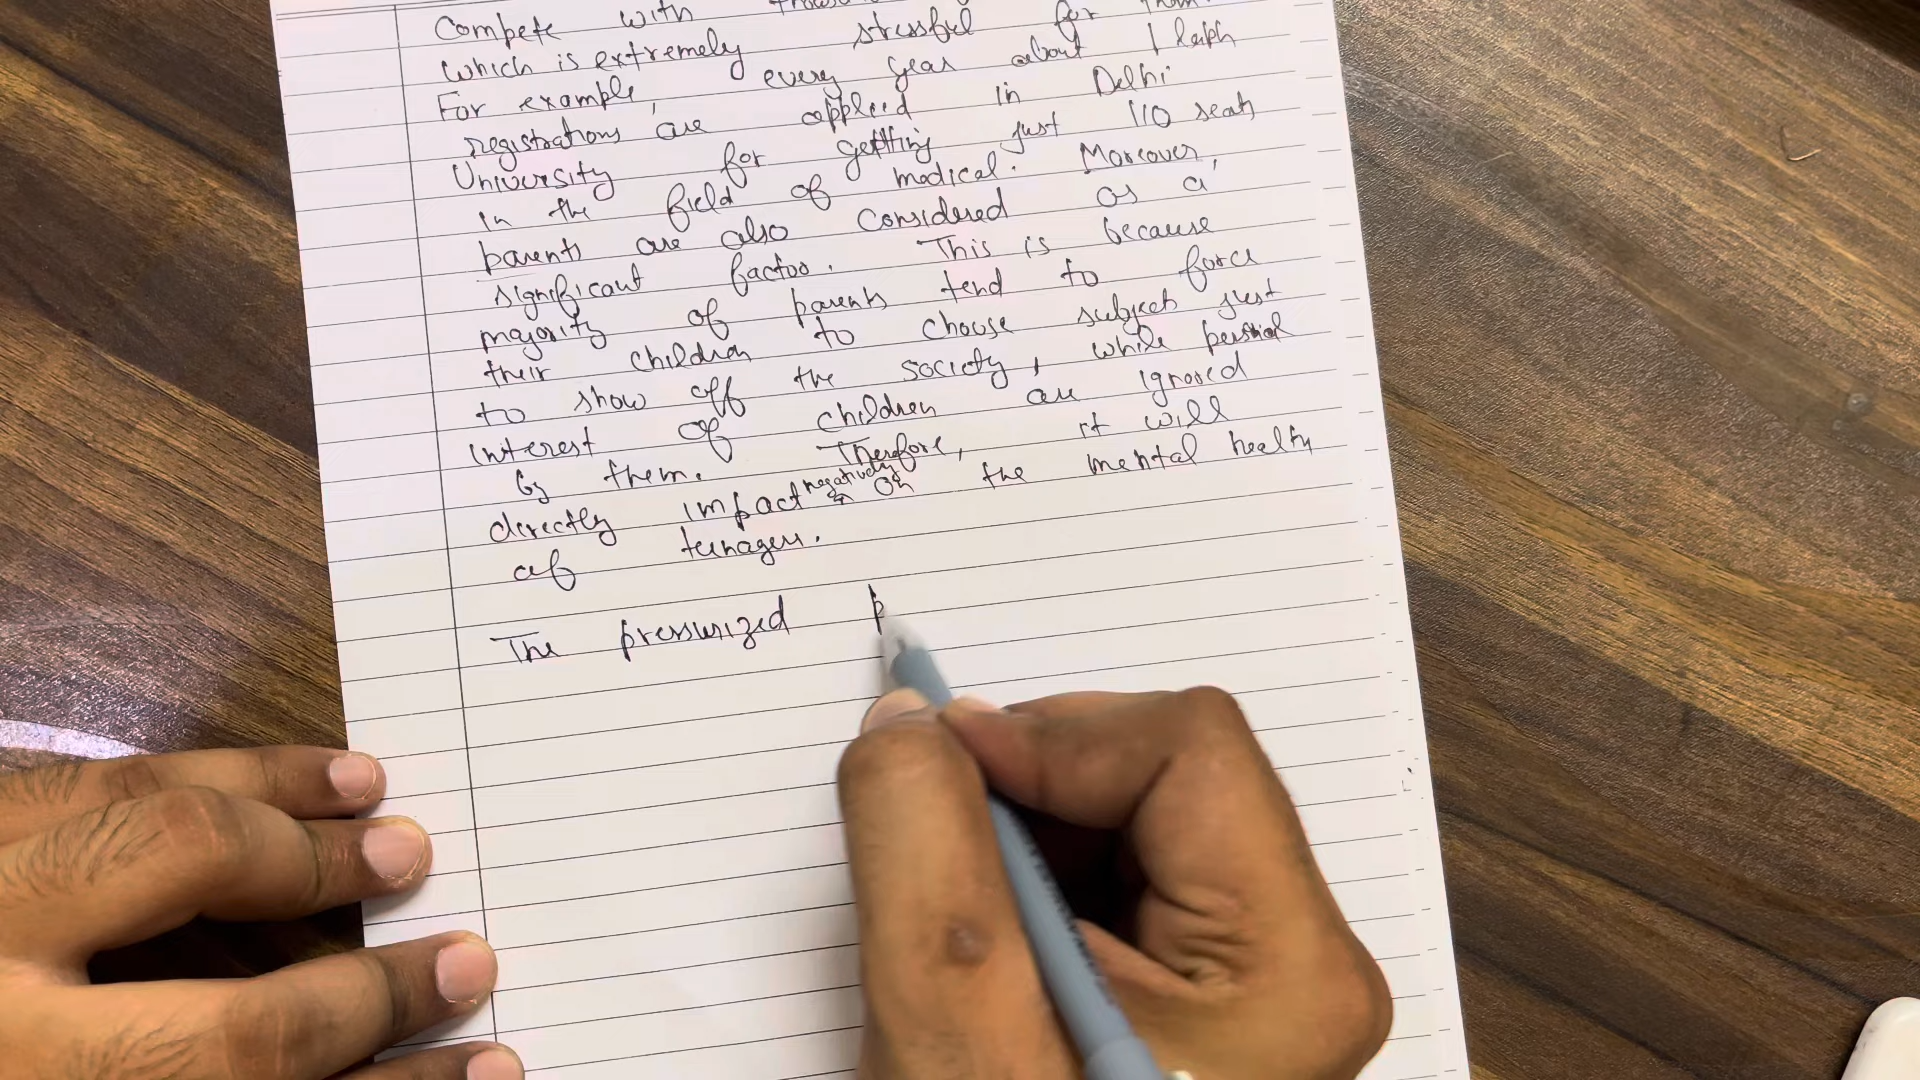 Compete with
which is extremely stressful for them.
For example, every year about 1 lakh
registrations are applied in Delhi
University for getting just 110 seats
in the field of medical. Moreover,
parents are also considered as a
significant factor. This is because
majority of parents tend to force
their children to choose subjects just
to show off the society, while personal
interest of children are ignored
by them. Therefore, it will
directly impact negatively on the mental health
of teenagers.
The pressurized p